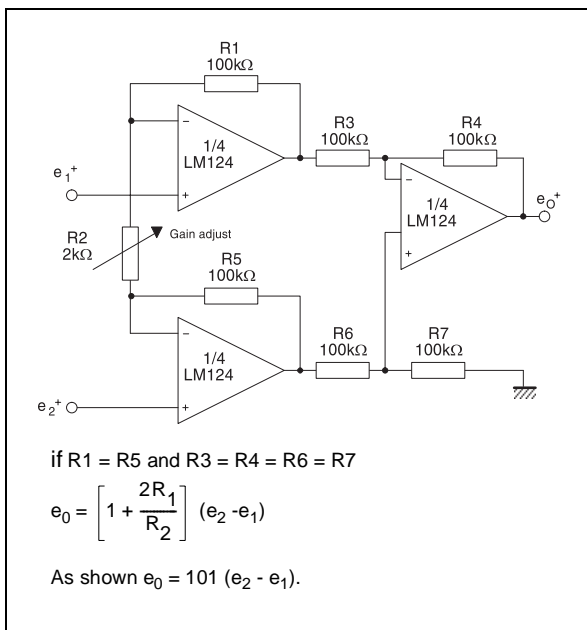 R1
100kΩ
R3
100kΩ
R4
100kΩ
1/4
LM124
e1+
1/4
LM124
eO+
R2
2kΩ
Gain adjust
R5
100kΩ
R6
100kΩ
R7
100kΩ
1/4
LM124
e2+
if R1 = R5 and R3 = R4 = R6 = R7
e0 = [1 + 2R1/R2] (e2 -e1)
As shown e0 = 101 (e2 - e1).